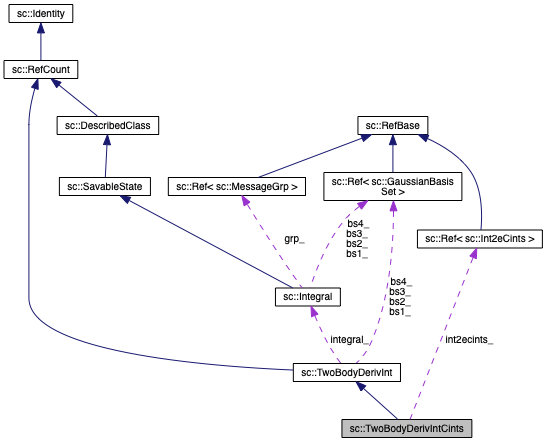 sc::Identity
sc::RefCount
sc::DescribedClass
sc::RefBase
sc::SavableState
sc::Ref< sc::MessageGrp >
sc::Ref< sc::GaussianBasis
Set >
sc::Ref< sc::Int2eCints >
grp_
bs4_
bs3_
bs2_
bs1_
sc::Integral
bs4_
bs3_
bs2_
bs1_
integral_
int2ecints_
sc::TwoBodyDerivInt
sc::TwoBodyDerivIntCints